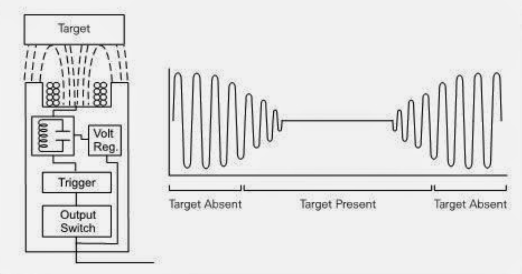 Target
Volt
Reg.
Trigger
Output
Switch
Target Absent
Target Present
Target Absent